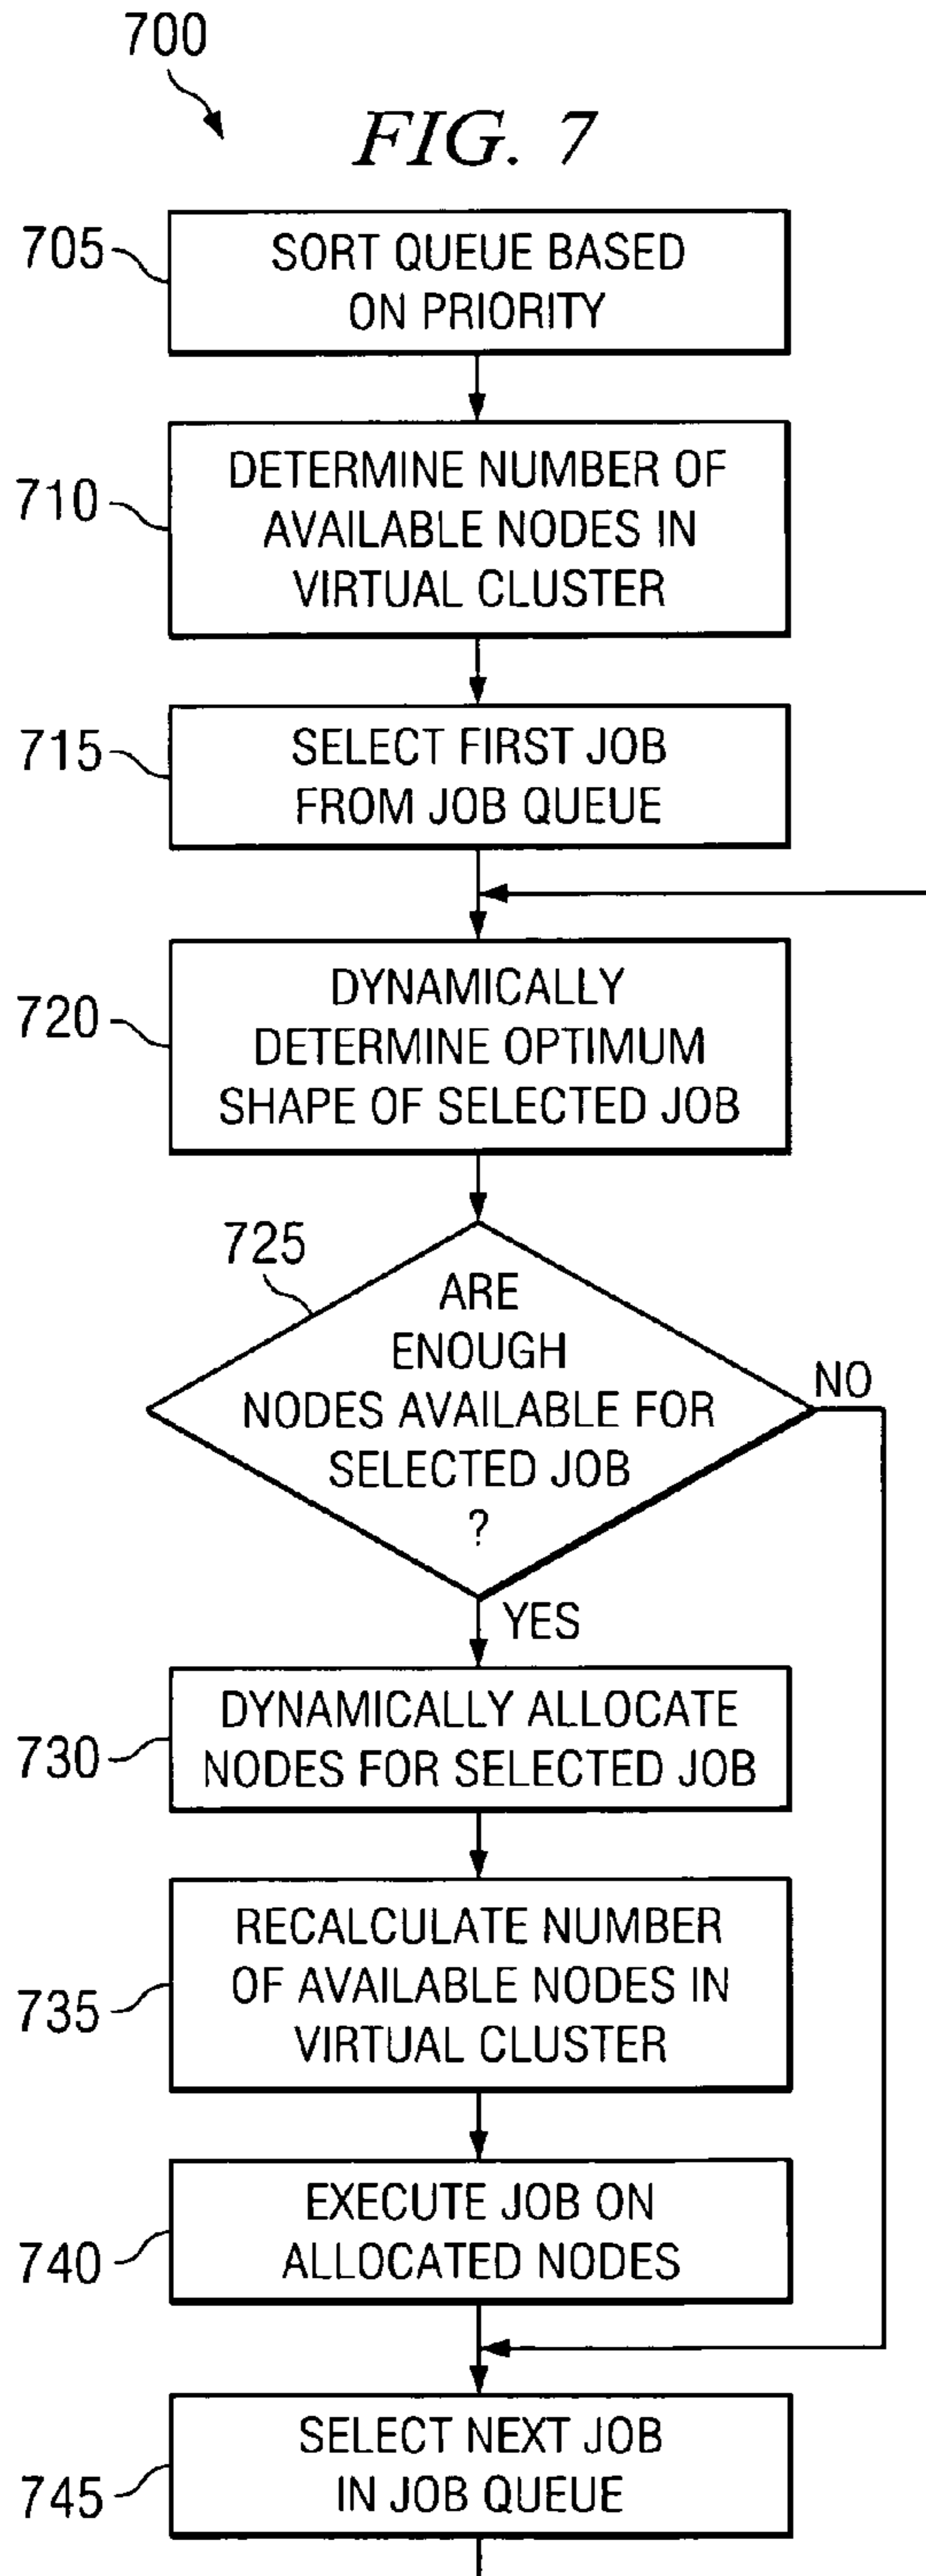 700
FIG. 7
705
SORT QUEUE BASED
ON PRIORITY
710
DETERMINE NUMBER OF
AVAILABLE NODES IN
VIRTUAL CLUSTER
715
SELECT FIRST JOB
FROM JOB QUEUE
720
DYNAMICALLY
DETERMINE OPTIMUM
SHAPE OF SELECTED JOB
725
ARE
ENOUGH
NODES AVAILABLE FOR
SELECTED JOB
?
NO
YES
730
DYNAMICALLY ALLOCATE
NODES FOR SELECTED JOB
735
RECALCULATE NUMBER
OF AVAILABLE NODES IN
VIRTUAL CLUSTER
740
EXECUTE JOB ON
ALLOCATED NODES
745
SELECT NEXT JOB
IN JOB QUEUE